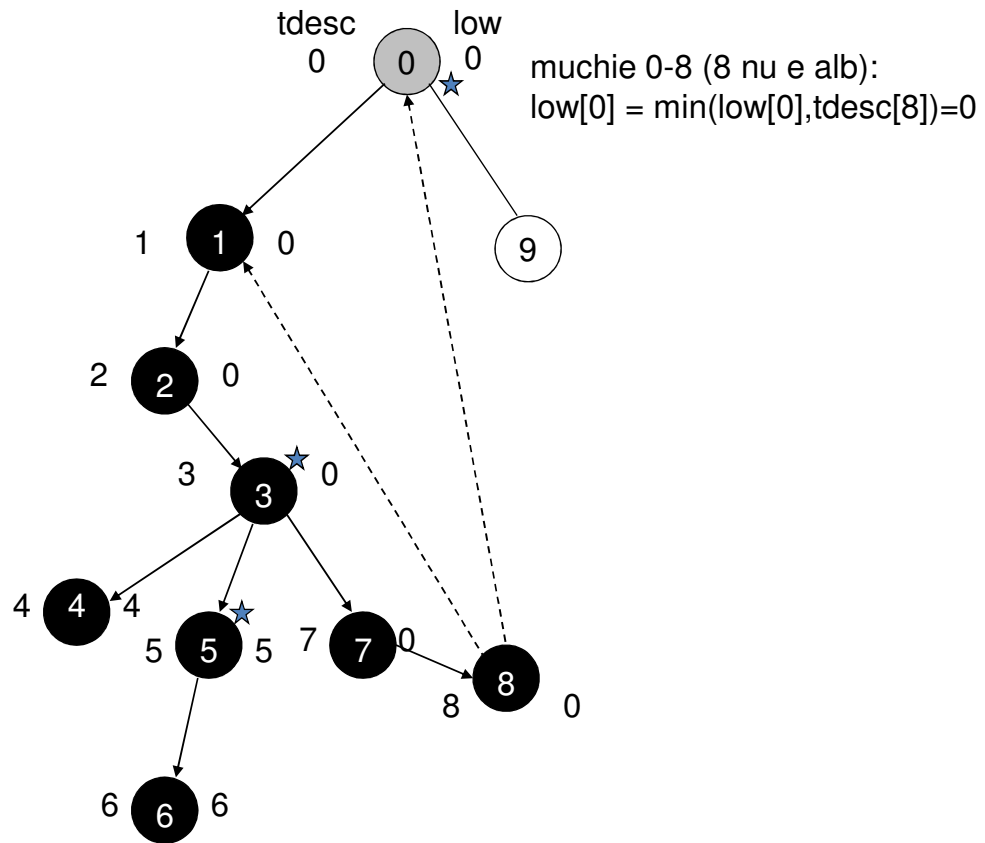 tdesc low
0 0 0
muchie 0-8 (8 nu e alb):
low[0] = min(low[0],tdesc[8])=0
1 1 0
9
2 2 0
3 3 0
4 4 4
5 5 5
7 7 0
8 8 0
6 6 6